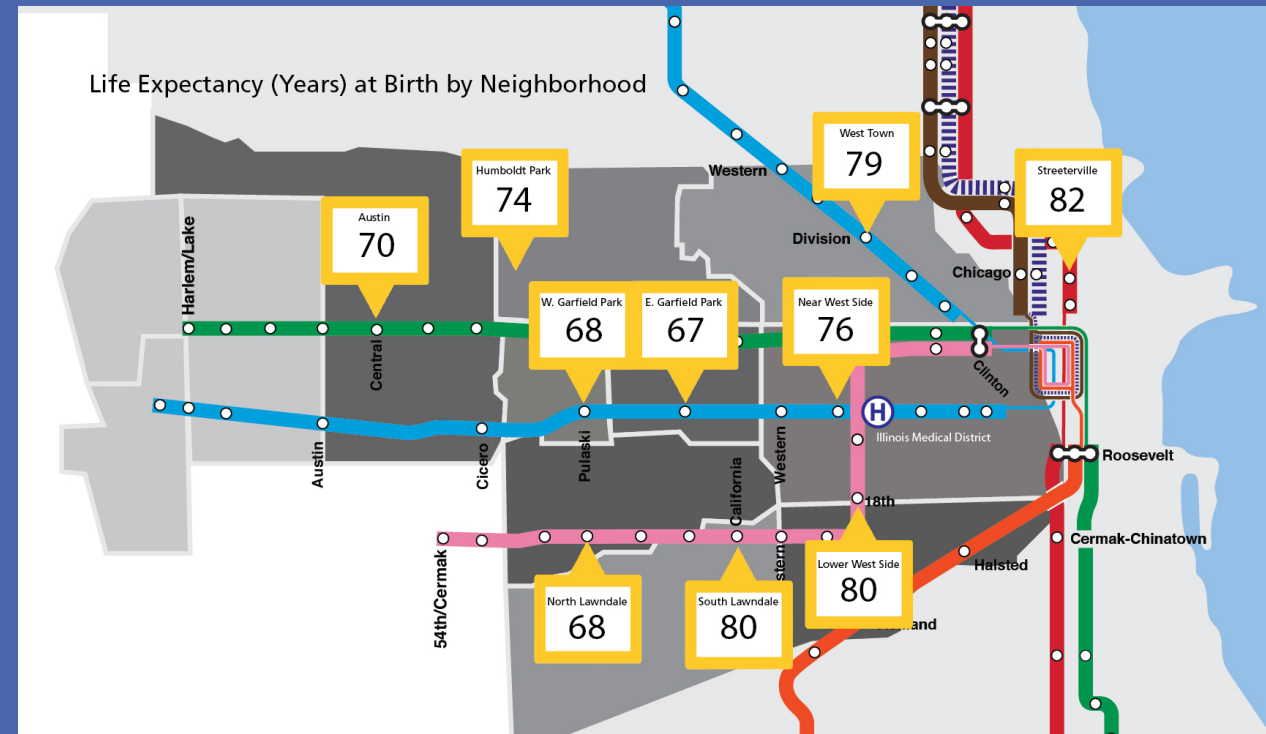 Life Expectancy (Years) at Birth by Neighborhood
Western
West Town
79
Streeterville
82
Humboldt Park
74
Austin
70
Harlem/Lake
Division
Chicago
W. Garfield Park
68
E. Garfield Park
67
Near West Side
76
Central
Clinton
H
Illinois Medical District
Austin
Cicero
Pulaski
California
Western
Roosevelt
18th
54th/Cermak
North Lawndale
68
South Lawndale
80
stern
Lower West Side
80
Halsted
Cermak-Chinatown
and